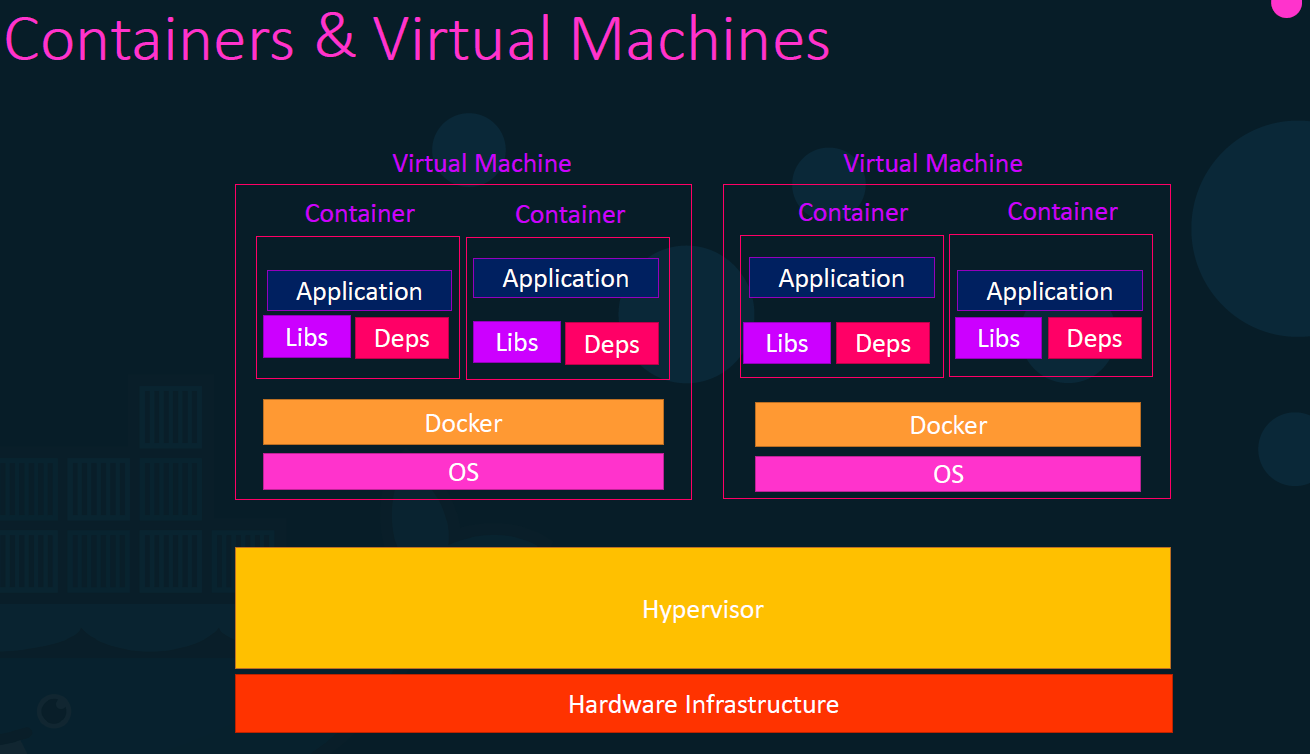 Containers & Virtual Machines
Virtual Machine
Virtual Machine
Container
Container
Container
Container
Application
Application
Application
Application
Libs
Deps
Libs
Deps
Libs
Deps
Libs
Deps
Docker
Docker
OS
OS
Hypervisor
Hardware Infrastructure